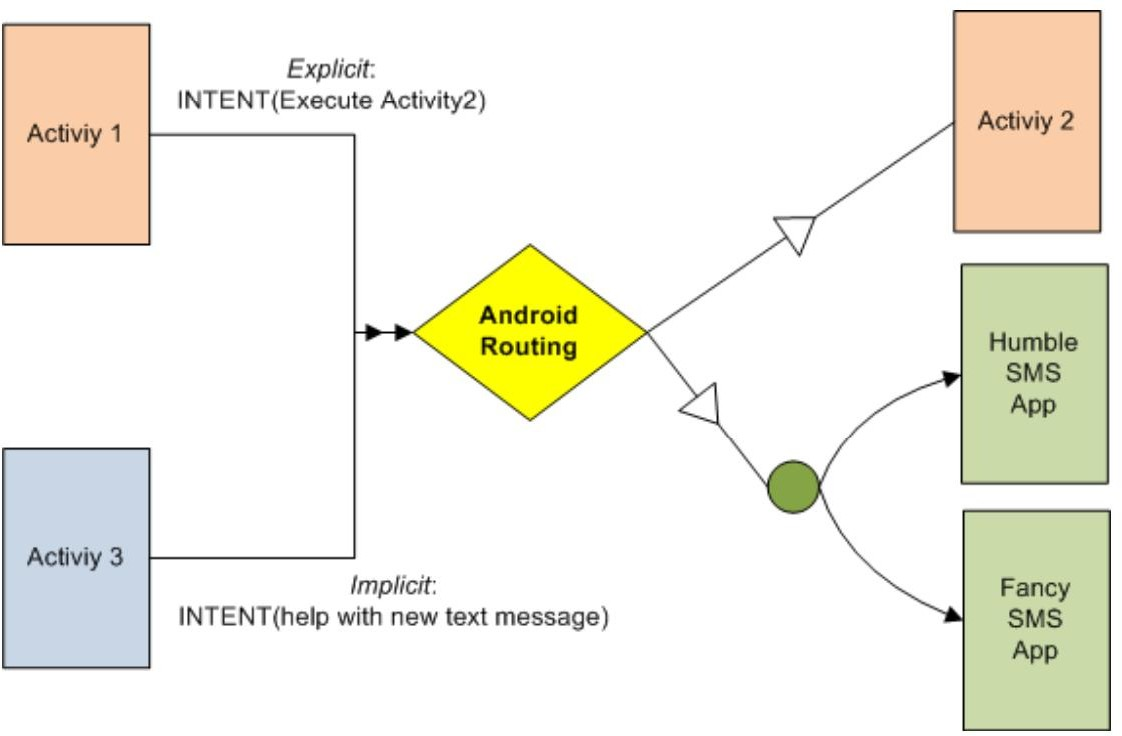 Explicit:
INTENT(Execute Activity2)
Activiy 1
Activiy 2
Android
Routing
Humble
SMS
App
Activiy 3
Implicit:
INTENT(help with new text message)
Fancy
SMS
App